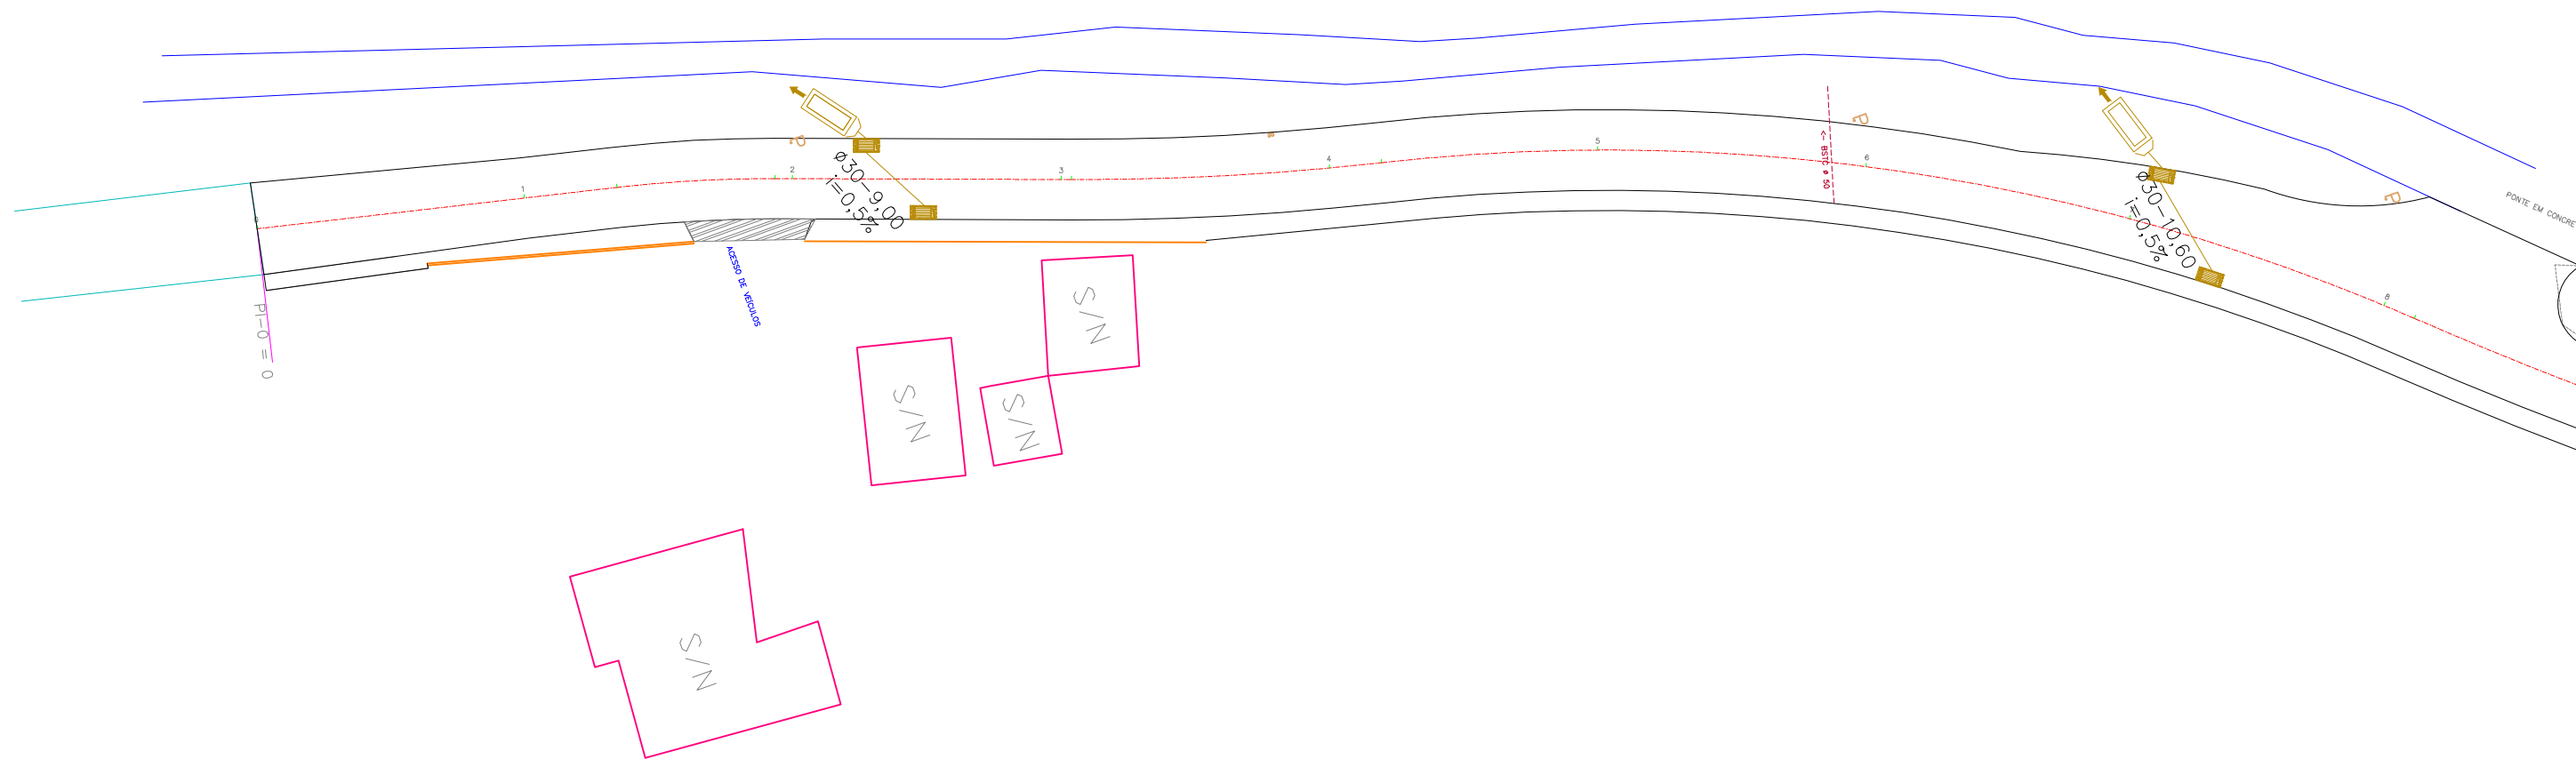 0
1
2
3
4
5
6
8
P
P
P
ø30-9,00
i=0,5%
<- BSTC ø 50
ø30-10,60
i=0,5%
PONTE EM CONCRE
PI-0 = 0
ACESSO DE VEÍCULOS
S/N
S/N
S/N
S/N